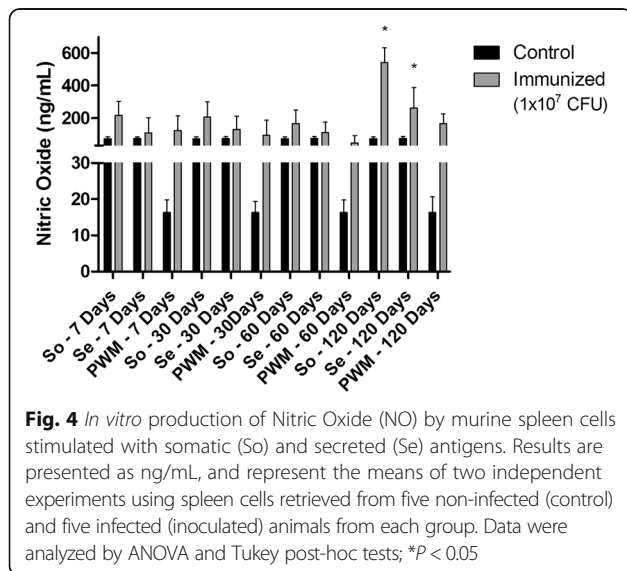 600
400
200
30
20
10
0
Nitric Oxide (ng/mL)
*
*
Control
Immunized
(1x10⁷ CFU)
So - 7 Days
Se - 7 Days
PWM - 7 Days
So - 30 Days
Se - 30 Days
PWM - 30Days
So - 60 Days
Se - 60 Days
PWM - 60 Days
So - 120 Days
Se - 120 Days
PWM - 120 Days
Fig. 4 In vitro production of Nitric Oxide (NO) by murine spleen cells
stimulated with somatic (So) and secreted (Se) antigens. Results are
presented as ng/mL, and represent the means of two independent
experiments using spleen cells retrieved from five non-infected (control)
and five infected (inoculated) animals from each group. Data were
analyzed by ANOVA and Tukey post-hoc tests; *P < 0.05